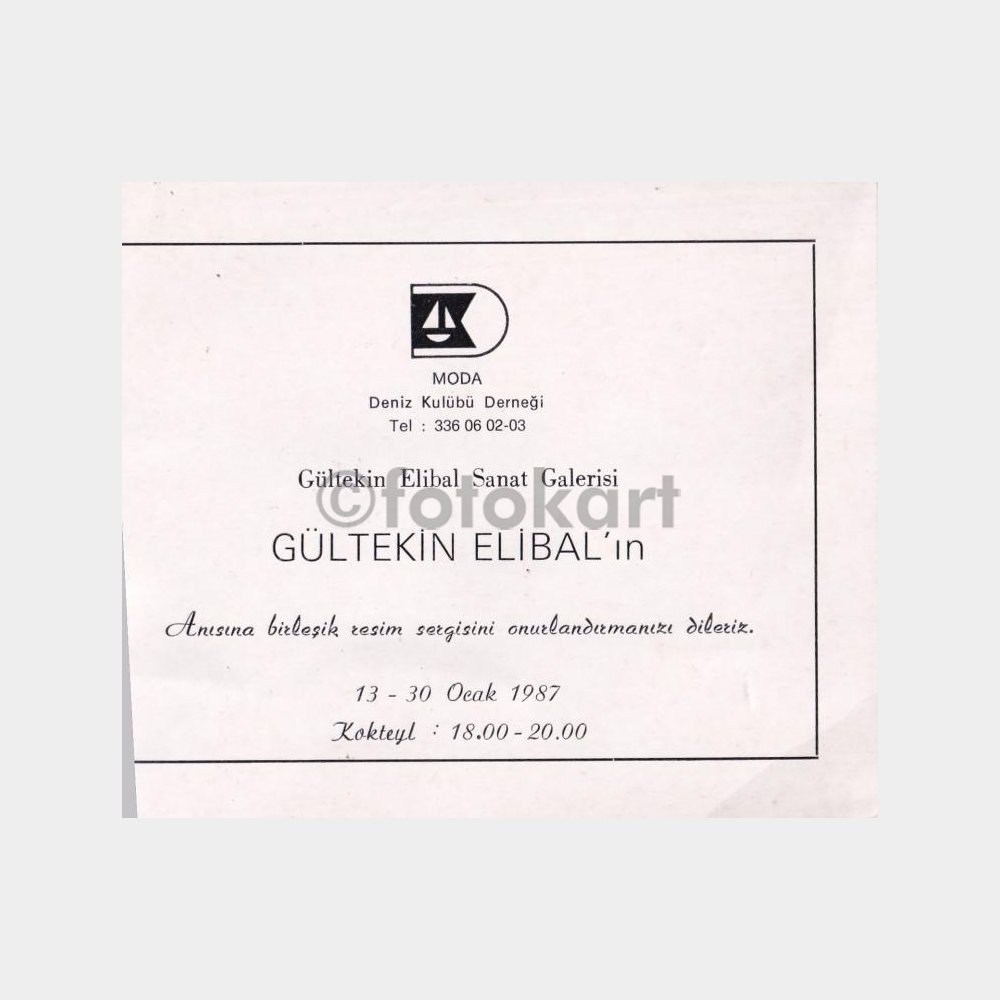 MODA
Deniz Kulübü Derneği
Tel : 336 06 02-03
Gültekin Elibal Sanat Galerisi
©fotokart
GÜLTEKİN ELİBAL'ın
Anısına birleşik resim sergisini onurlandırmanızı dileriz.
13 - 30 Ocak 1987
Kokteyl : 18.00 - 20.00